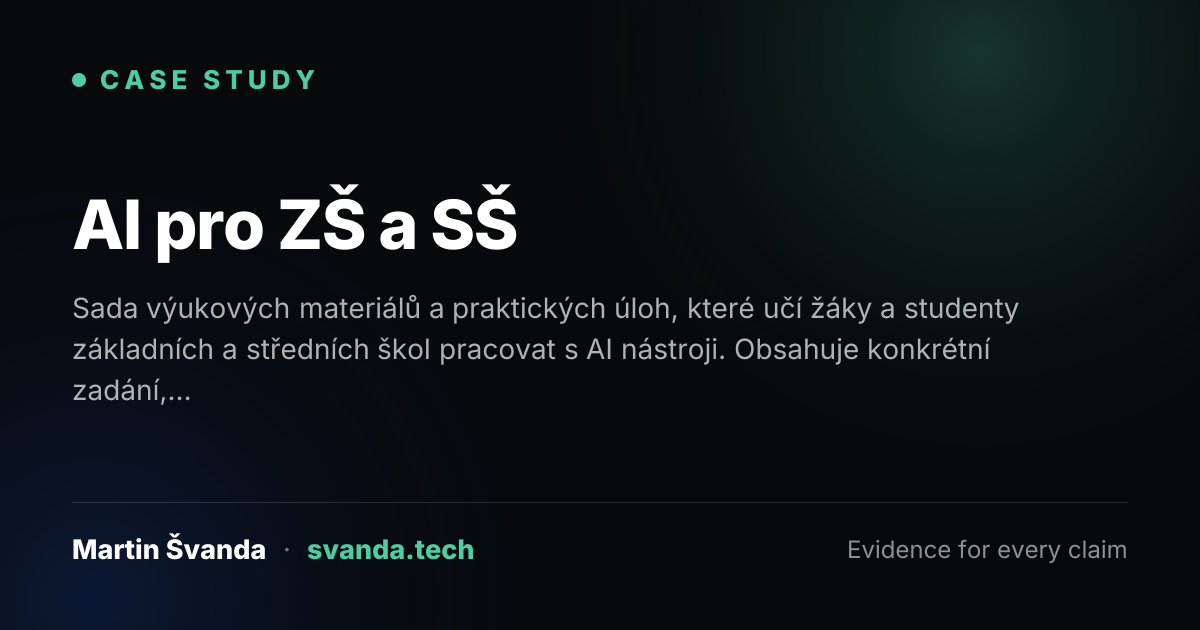 CASE STUDY
AI pro ZŠ a SŠ
Sada výukových materiálů a praktických úloh, které učí žáky a studenty
základních a středních škol pracovat s AI nástroji. Obsahuje konkrétní
zadání,...
Martin Švanda · svanda.tech
Evidence for every claim